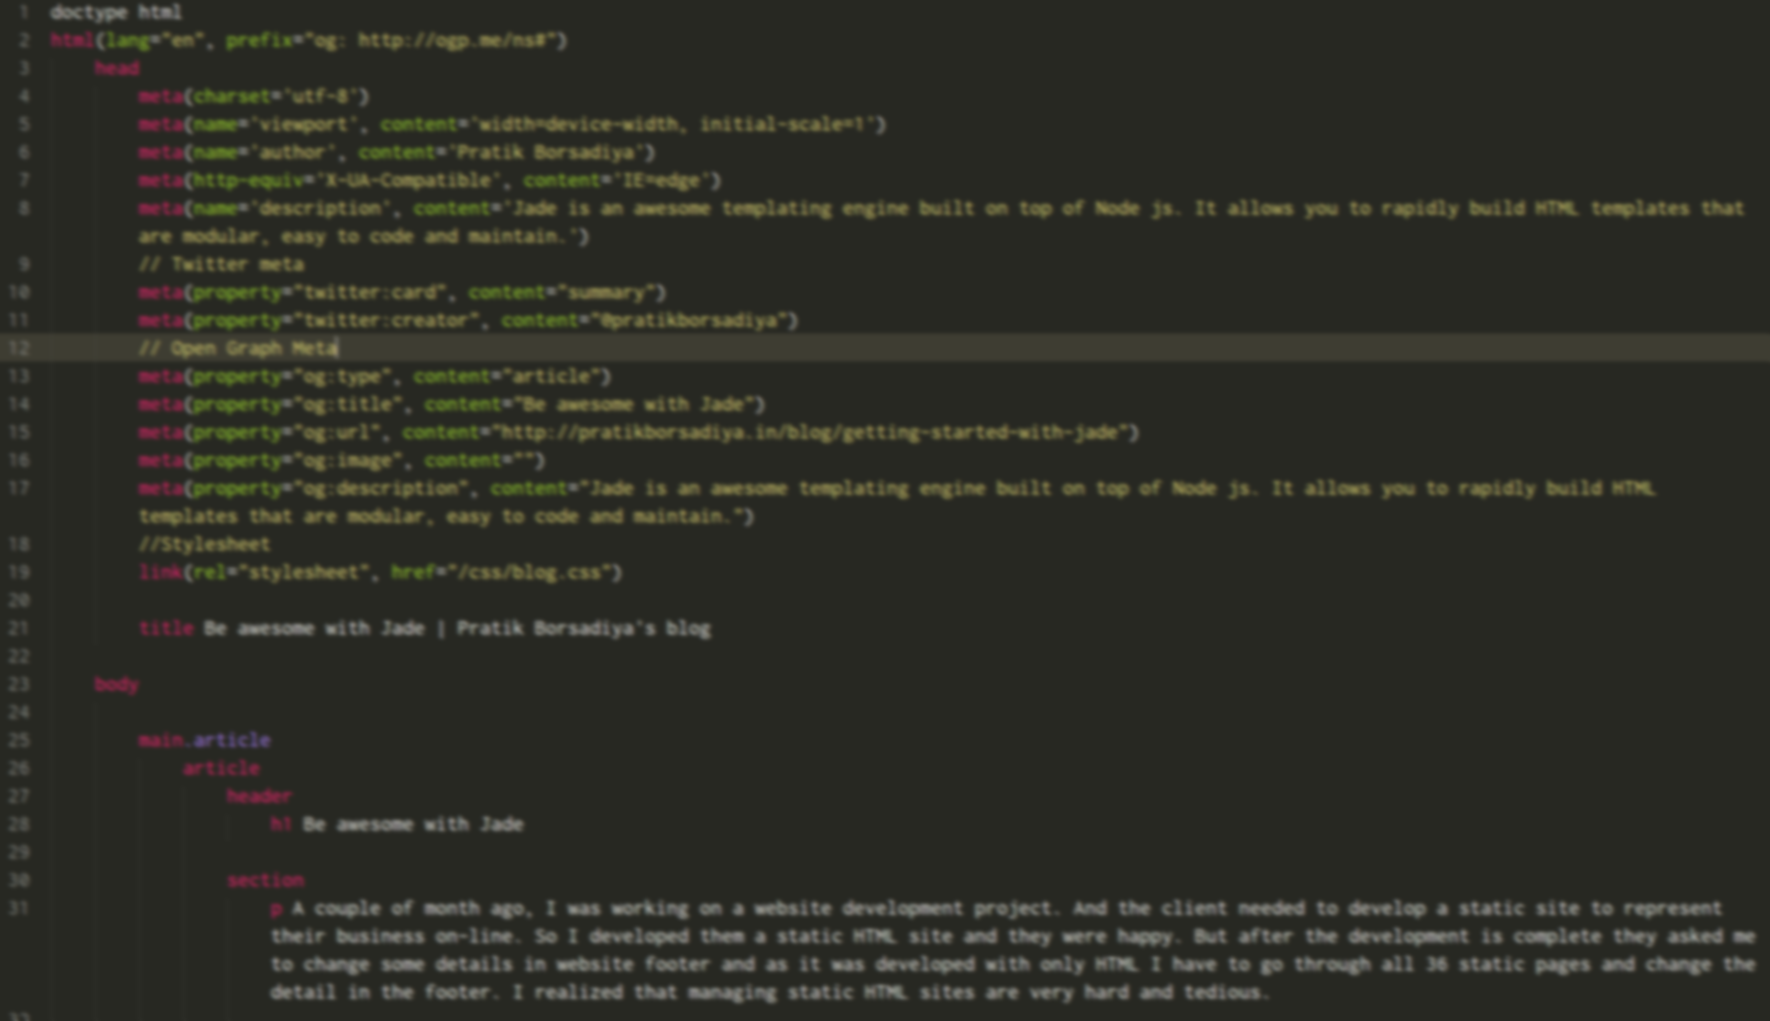 1 doctype html
2 html(lang="en", prefix="og: http://ogp.me/ns#")
3 head
4 meta(charset='utf-8')
5 meta(name='viewport', content='width=device-width, initial-scale=1')
6 meta(name='author', content='Pratik Borsadiya')
7 meta(http-equiv='X-UA-Compatible', content='IE=edge')
8 meta(name='description', content='Jade is an awesome templating engine built on top of Node js. It allows you to rapidly build HTML templates that
are modular, easy to code and maintain.')
9 // Twitter meta
10 meta(property="twitter:card", content="summary")
11 meta(property="twitter:creator", content="@pratikborsadiya")
12 // Open Graph Meta
13 meta(property="og:type", content="article")
14 meta(property="og:title", content="Be awesome with Jade")
15 meta(property="og:url", content="http://pratikborsadiya.in/blog/getting-started-with-jade")
16 meta(property="og:image", content="")
17 meta(property="og:description", content="Jade is an awesome templating engine built on top of Node js. It allows you to rapidly build HTML
templates that are modular, easy to code and maintain.")
18 //Stylesheet
19 link(rel="stylesheet", href="/css/blog.css")
20
21 title Be awesome with Jade | Pratik Borsadiya's blog
22
23 body
24
25 main.article
26 article
27 header
28 h1 Be awesome with Jade
29
30 section
31 p A couple of month ago, I was working on a website development project. And the client needed to develop a static site to represent
their business on-line. So I developed them a static HTML site and they were happy. But after the development is complete they asked me
to change some details in website footer and as it was developed with only HTML I have to go through all 36 static pages and change the
detail in the footer. I realized that managing static HTML sites are very hard and tedious.
32